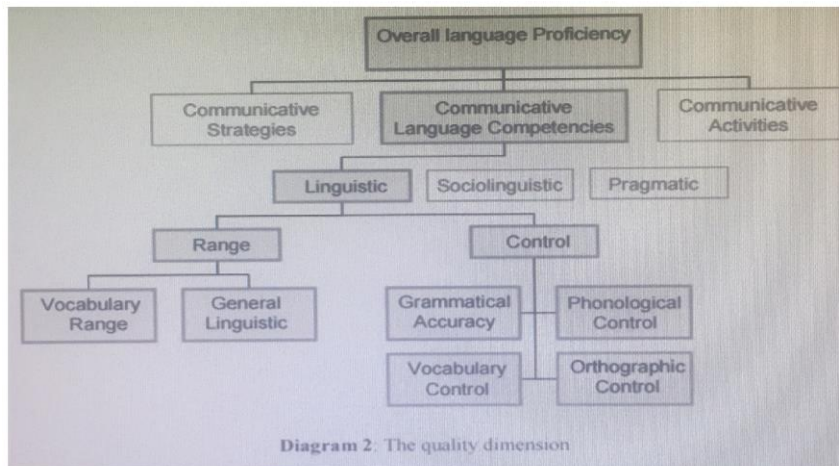 Overall language Proficiency
Communicative
Strategies
Communicative
Language Competencies
Communicative
Activities
Linguistic
Sociolinguistic
Pragmatic
Range
Control
Vocabulary
Range
General
Linguistic
Grammatical
Accuracy
Phonological
Control
Vocabulary
Control
Orthographic
Control
Diagram 2: The quality dimension